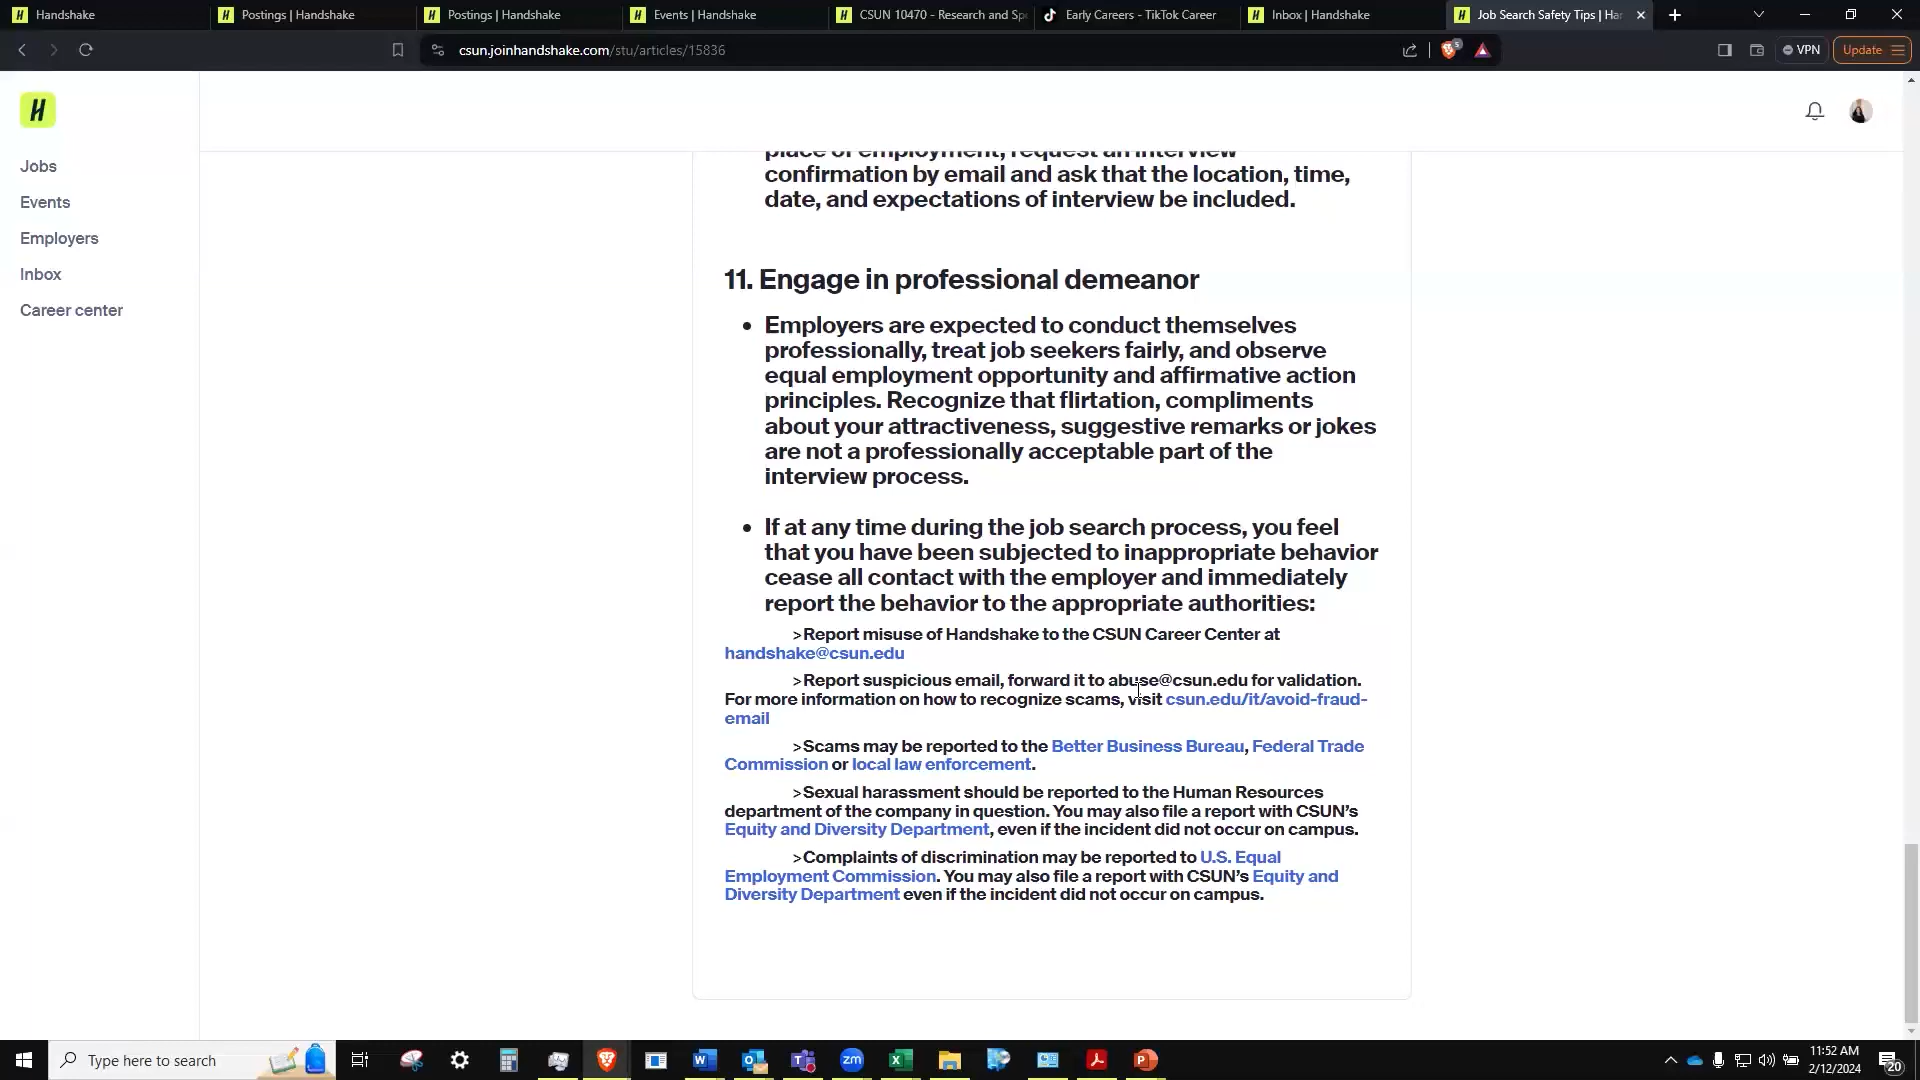 Handshake
Postings | Handshake
Postings | Handshake
Events | Handshake
CSUN 10470 - Research and Sp
Early Careers - TikTok Career
Inbox | Handshake
Job Search Safety Tips | Ha
csun.joinhandshake.com/stu/articles/15836
5
VPN
Update
H
Jobs
Events
Employers
Inbox
Career center
place of employment, request an interview
confirmation by email and ask that the location, time,
date, and expectations of interview be included.
11. Engage in professional demeanor
• Employers are expected to conduct themselves
professionally, treat job seekers fairly, and observe
equal employment opportunity and affirmative action
principles. Recognize that flirtation, compliments
about your attractiveness, suggestive remarks or jokes
are not a professionally acceptable part of the
interview process.
• If at any time during the job search process, you feel
that you have been subjected to inappropriate behavior
cease all contact with the employer and immediately
report the behavior to the appropriate authorities:
>Report misuse of Handshake to the CSUN Career Center at
handshake@csun.edu
>Report suspicious email, forward it to abuse@csun.edu for validation.
For more information on how to recognize scams, visit csun.edu/it/avoid-fraud-
email
>Scams may be reported to the Better Business Bureau, Federal Trade
Commission or local law enforcement.
>Sexual harassment should be reported to the Human Resources
department of the company in question. You may also file a report with CSUN’s
Equity and Diversity Department, even if the incident did not occur on campus.
>Complaints of discrimination may be reported to U.S. Equal
Employment Commission. You may also file a report with CSUN’s Equity and
Diversity Department even if the incident did not occur on campus.
Type here to search
zm
11:52 AM
2/12/2024
20